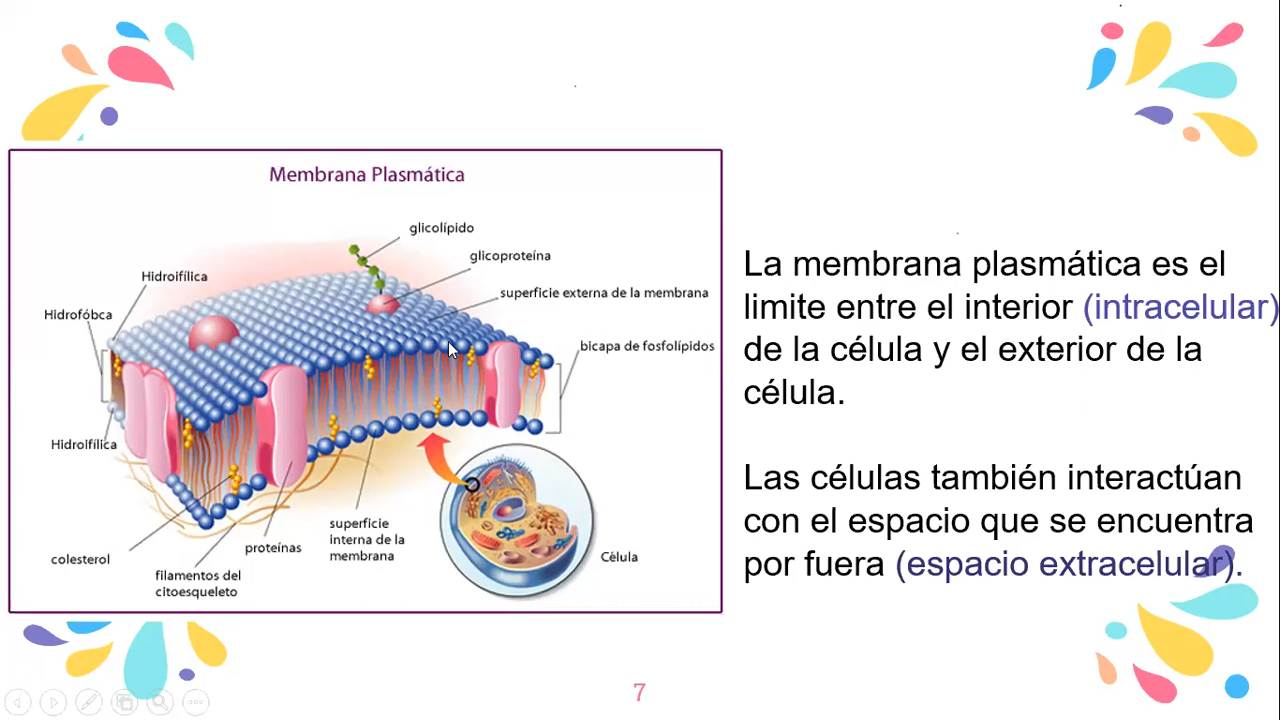 Membrana Plasmática
glicolípido
glicoproteína
Hidroifílica
superficie externa de la membrana
Hidrofóbca
bicapa de fosfolípidos
Hidroifílica
colesterol
filamentos del
citoesqueleto
proteínas
superficie
interna de la
membrana
Célula
La membrana plasmática es el
limite entre el interior (intracelular)
de la célula y el exterior de la
célula.
Las células también interactúan
con el espacio que se encuentra
por fuera (espacio extracelular).
7